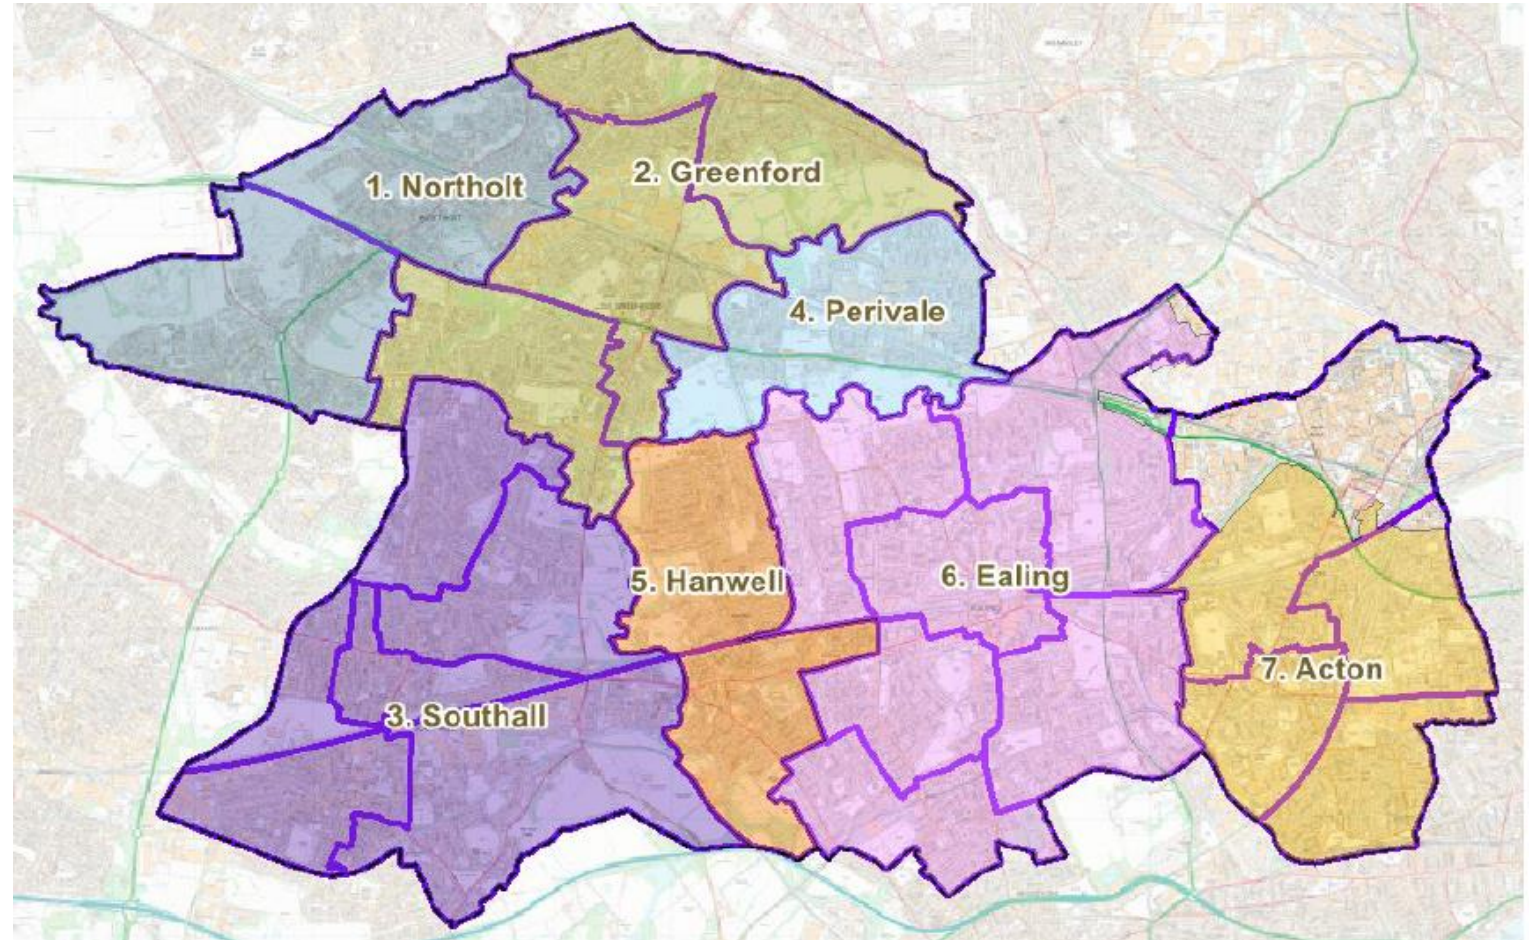 1. Northolt
2. Greenford
4. Perivale
5. Hanwell
6. Ealing
7. Acton
3. Southall